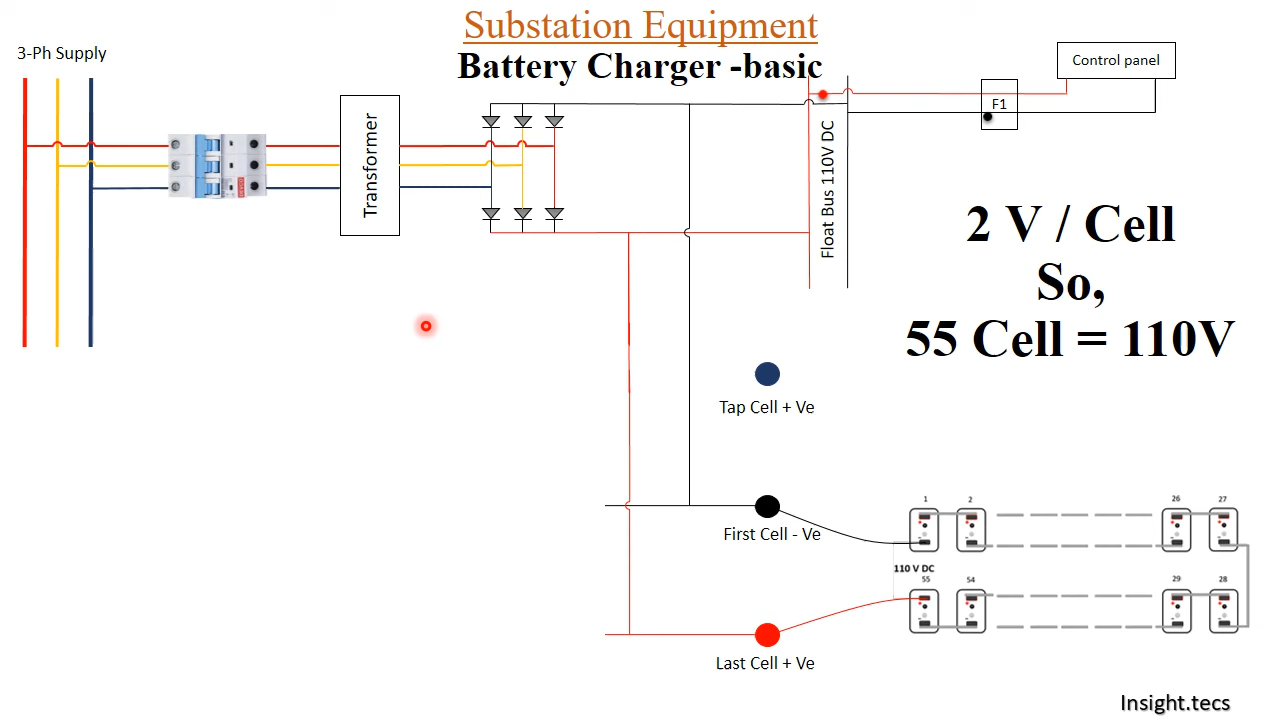 Substation Equipment
Battery Charger -basic
3-Ph Supply
Control panel
F1
Transformer
Float Bus 110V DC
2 V / Cell
So,
55 Cell = 110V
Tap Cell + Ve
First Cell - Ve
Last Cell + Ve
1 2 26 27
110 V DC
55 54 29 28
Insight.tecs